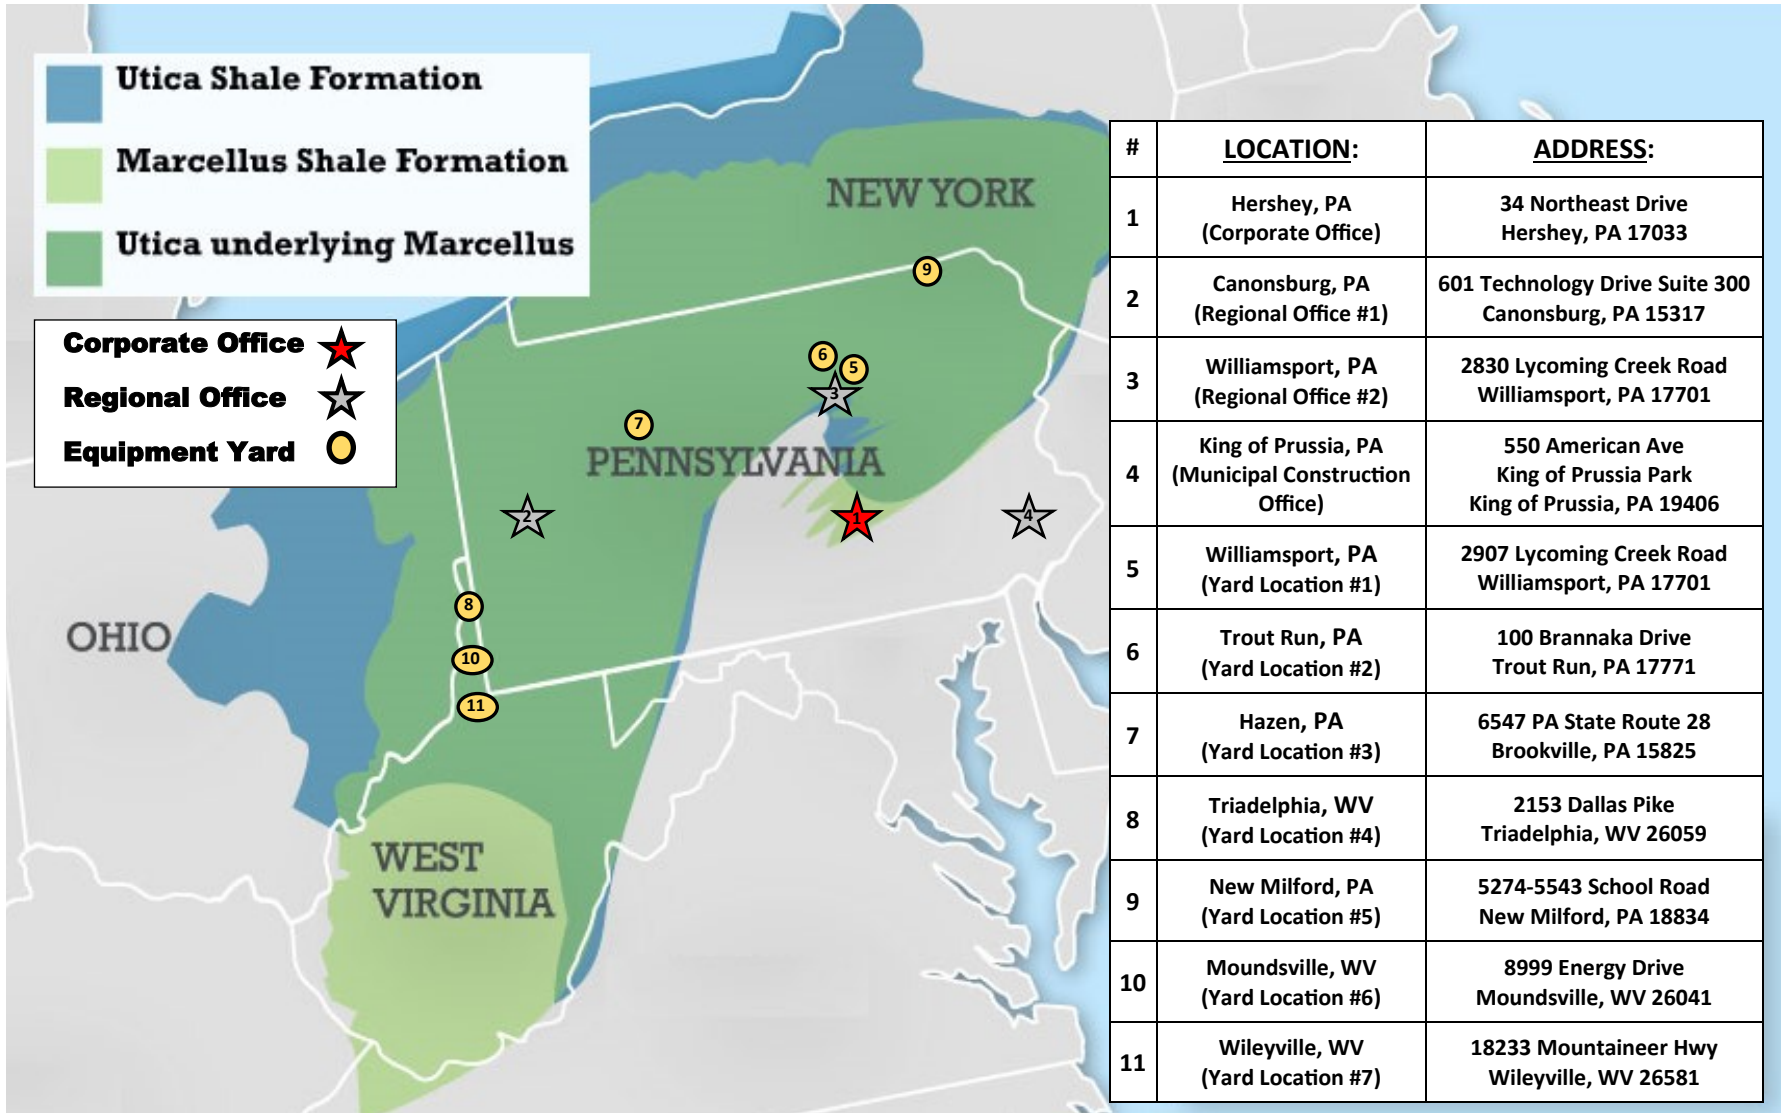 Utica Shale Formation
Marcellus Shale Formation
Utica underlying Marcellus
Corporate Office
Regional Office
Equipment Yard
NEW YORK
PENNSYLVANIA
OHIO
WEST
VIRGINIA
9
6
5
3
7
2
1
4
8
10
11
# LOCATION: ADDRESS:
1
Hershey, PA
(Corporate Office)
34 Northeast Drive
Hershey, PA 17033
2
Canonsburg, PA
(Regional Office #1)
601 Technology Drive Suite 300
Canonsburg, PA 15317
3
Williamsport, PA
(Regional Office #2)
2830 Lycoming Creek Road
Williamsport, PA 17701
4
King of Prussia, PA
(Municipal Construction
Office)
550 American Ave
King of Prussia Park
King of Prussia, PA 19406
5
Williamsport, PA
(Yard Location #1)
2907 Lycoming Creek Road
Williamsport, PA 17701
6
Trout Run, PA
(Yard Location #2)
100 Brannaka Drive
Trout Run, PA 17771
7
Hazen, PA
(Yard Location #3)
6547 PA State Route 28
Brookville, PA 15825
8
Triadelphia, WV
(Yard Location #4)
2153 Dallas Pike
Triadelphia, WV 26059
9
New Milford, PA
(Yard Location #5)
5274-5543 School Road
New Milford, PA 18834
10
Moundsville, WV
(Yard Location #6)
8999 Energy Drive
Moundsville, WV 26041
11
Wileyville, WV
(Yard Location #7)
18233 Mountaineer Hwy
Wileyville, WV 26581